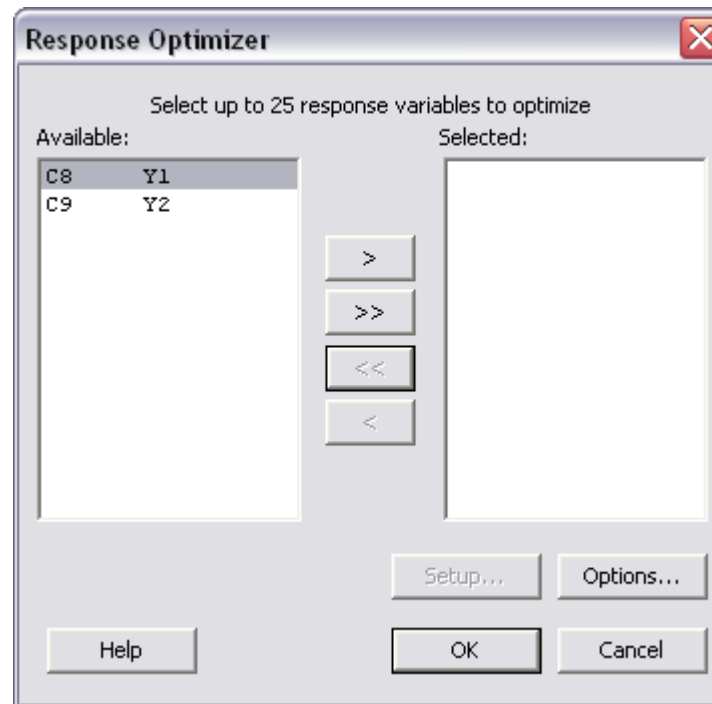 Response Optimizer
Select up to 25 response variables to optimize
Available:
Selected:
C8 Y1
C9 Y2
>
>>
<<
<
Setup...
Options...
Help
OK
Cancel